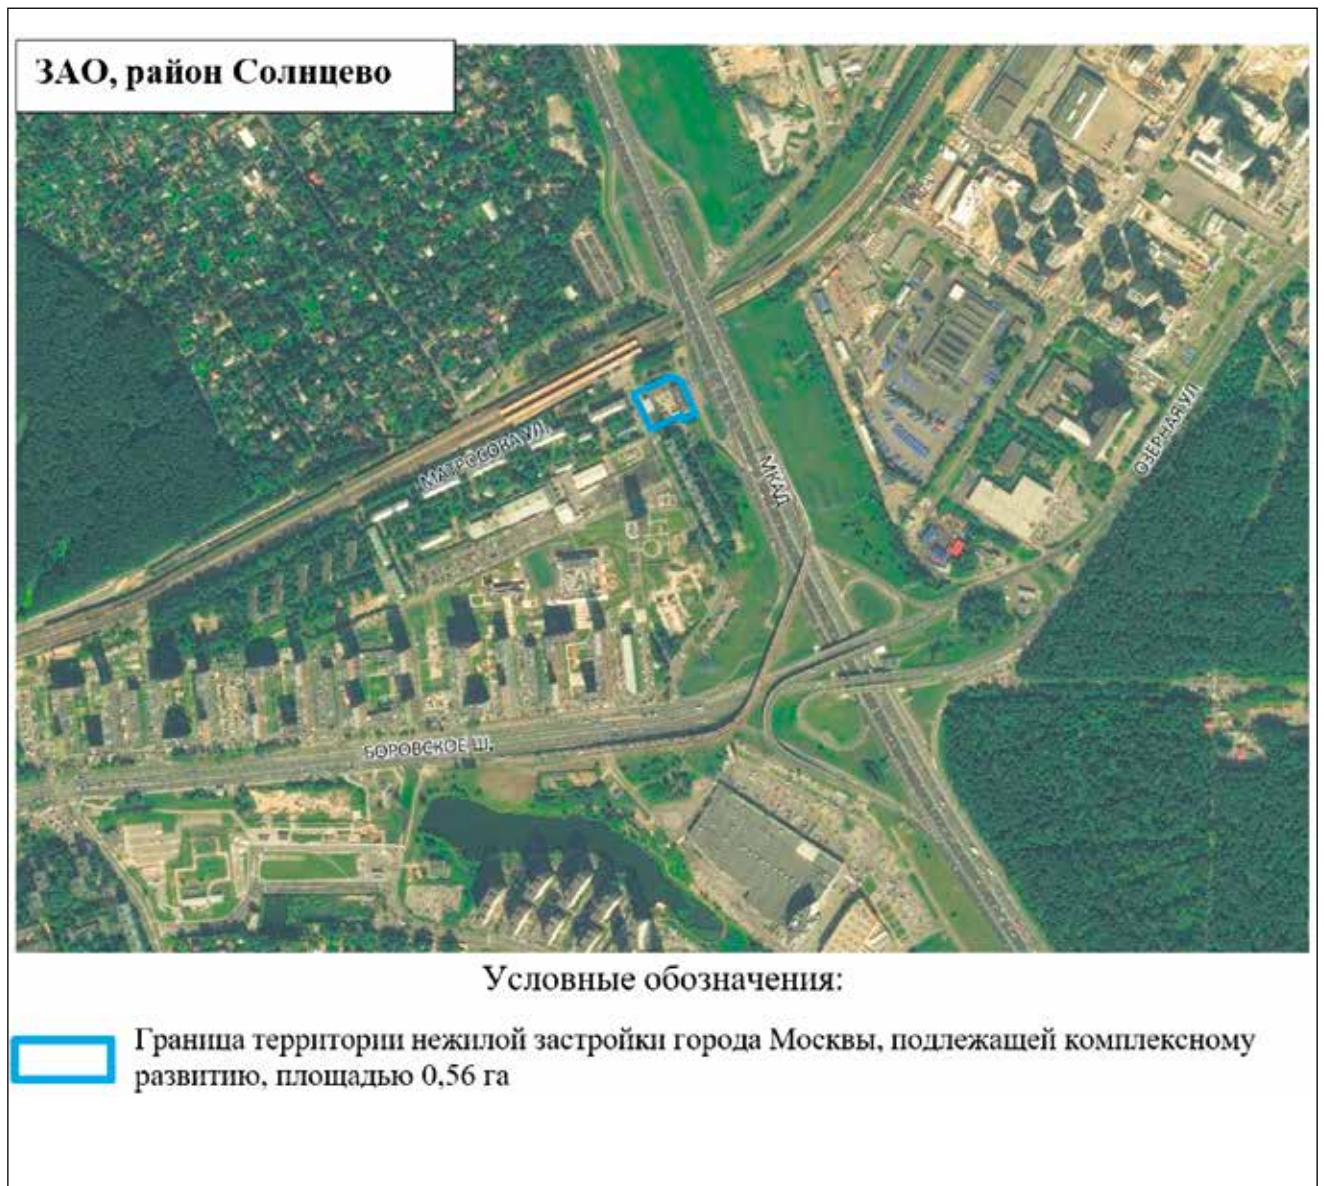 ЗАО, район Солнцево
МАТРОСОВА УЛ.
МКАД
ОЗЁРНАЯ УЛ.
БОРОВСКОЕ Ш.
Условные обозначения:
Граница территории нежилой застройки города Москвы, подлежащей комплексному
развитию, площадью 0,56 га